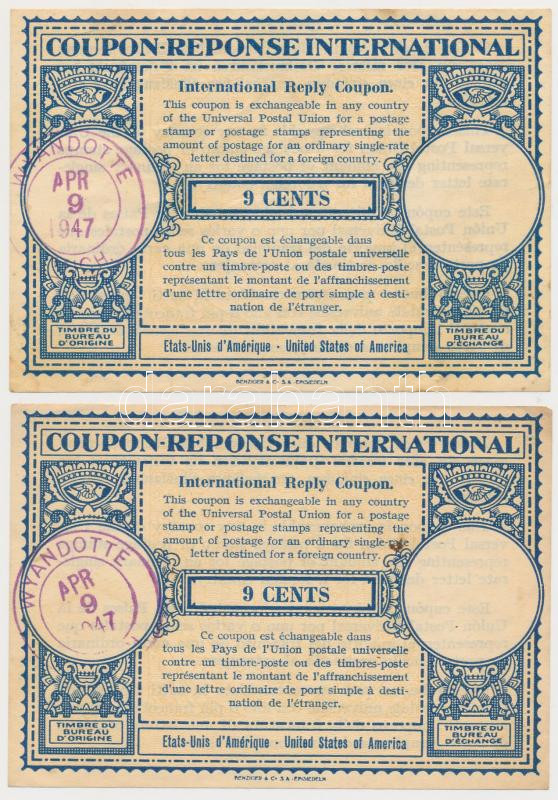 COUPON-REPONSE INTERNATIONAL
International Reply Coupon.
This coupon is exchangeable in any country
of the Universal Postal Union for a postage
stamp or postage stamps representing the
amount of postage for an ordinary single-rate
letter destined for a foreign country.
WYANDOTTE
APR
9
1947
CH.
9 CENTS
Ce coupon est échangeable dans
tous les Pays de l'Union postale universelle
contre un timbre-poste ou des timbres-poste
représentant le montant de l'affranchissement
d'une lettre ordinaire de port simple à desti-
nation de l'étranger.
TIMBRE DU
BUREAU
D'ORIGINE
Etats-Unis d'Amérique - United States of America
TIMBRE DU
BUREAU
D'ÉCHANGE
BENZIGER & Co S.A. EINSIEDELN
darabanth
COUPON-REPONSE INTERNATIONAL
International Reply Coupon.
This coupon is exchangeable in any country
of the Universal Postal Union for a postage
stamp or postage stamps representing the
amount of postage for an ordinary single-rate
letter destined for a foreign country.
WYANDOTTE
APR
9
947
9 CENTS
Ce coupon est échangeable dans
tous les Pays de l'Union postale universelle
contre un timbre-poste ou des timbres-poste
représentant le montant de l'affranchissement
d'une lettre ordinaire de port simple à desti-
nation de l'étranger.
TIMBRE DU
BUREAU
D'ORIGINE
Etats-Unis d'Amérique - United States of America
TIMBRE DU
BUREAU
D'ÉCHANGE
BENZIGER & Co S.A. EINSIEDELN